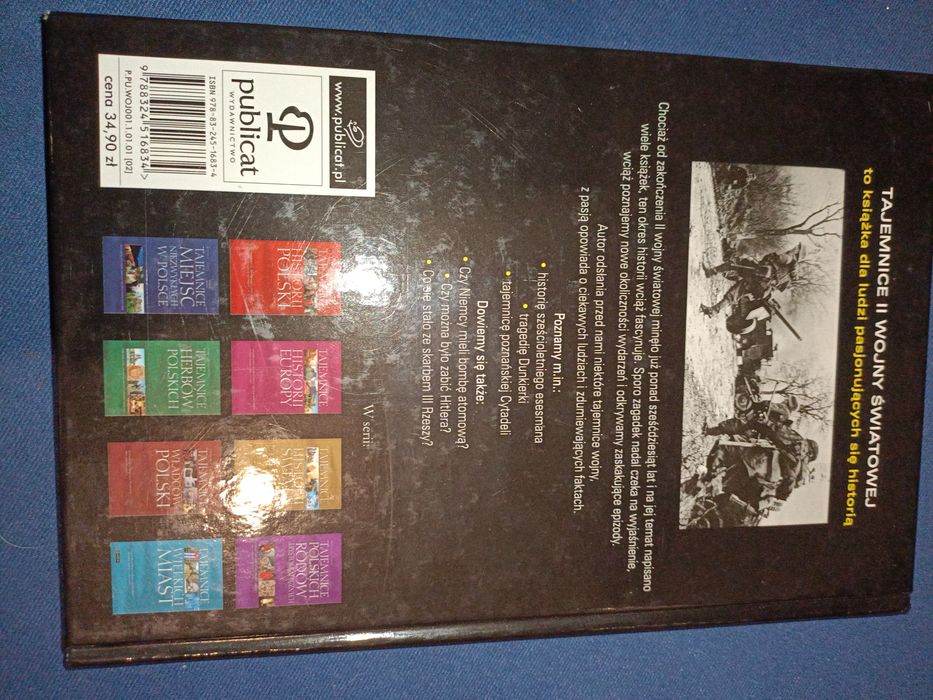 TAJEMNICE II WOJNY ŚWIATOWEJ
to książka dla ludzi pasjonujących się historią
Chociaż od zakończenia II wojny światowej minęło już ponad sześćdziesiąt lat i na jej temat napisano
wiele książek, ten okres historii wciąż fascynuje. Sporo zagadek nadal czeka na wyjaśnienie,
wciąż poznajemy nowe okoliczności wydarzeń i odkrywamy zaskakujące epizody.
Autor odsłania przed nami niektóre tajemnice wojny,
z pasją opowiada o ciekawych ludziach i zdumiewających faktach.
Poznamy m.in.:
• historię sześcioletniego esesmana
• tragedię Dunkierki
• tajemnicę poznańskiej Cytadeli
Dowiemy się także:
• Czy Niemcy mieli bombę atomową?
• Czy można było zabić Hitlera?
• Co się stało ze skarbem III Rzeszy?
W serii:
TAJEMNICE
HISTORII
POLSKI
TAJEMNICE
HISTORII
EUROPY
TAJEMNICE
HISTORII
ŚWIATA
TAJEMNICE
POLSKICH
RODÓW
ARYSTOKRATYCZNYCH
TAJEMNICE
NIEZWYKŁYCH
MIEJSC
W POLSCE
TAJEMNICE
HERBÓW
POLSKICH
TAJEMNICE
WŁADCÓW
POLSKI
TAJEMNICE
WIELKICH
MIAST
www.publicat.pl
publicat
WYDAWNICTWO
ISBN 978-83-245-1683-4
9 788324 516834 >
P.PU.WOJ001.1.01.01 [02]
cena 34,90 zł